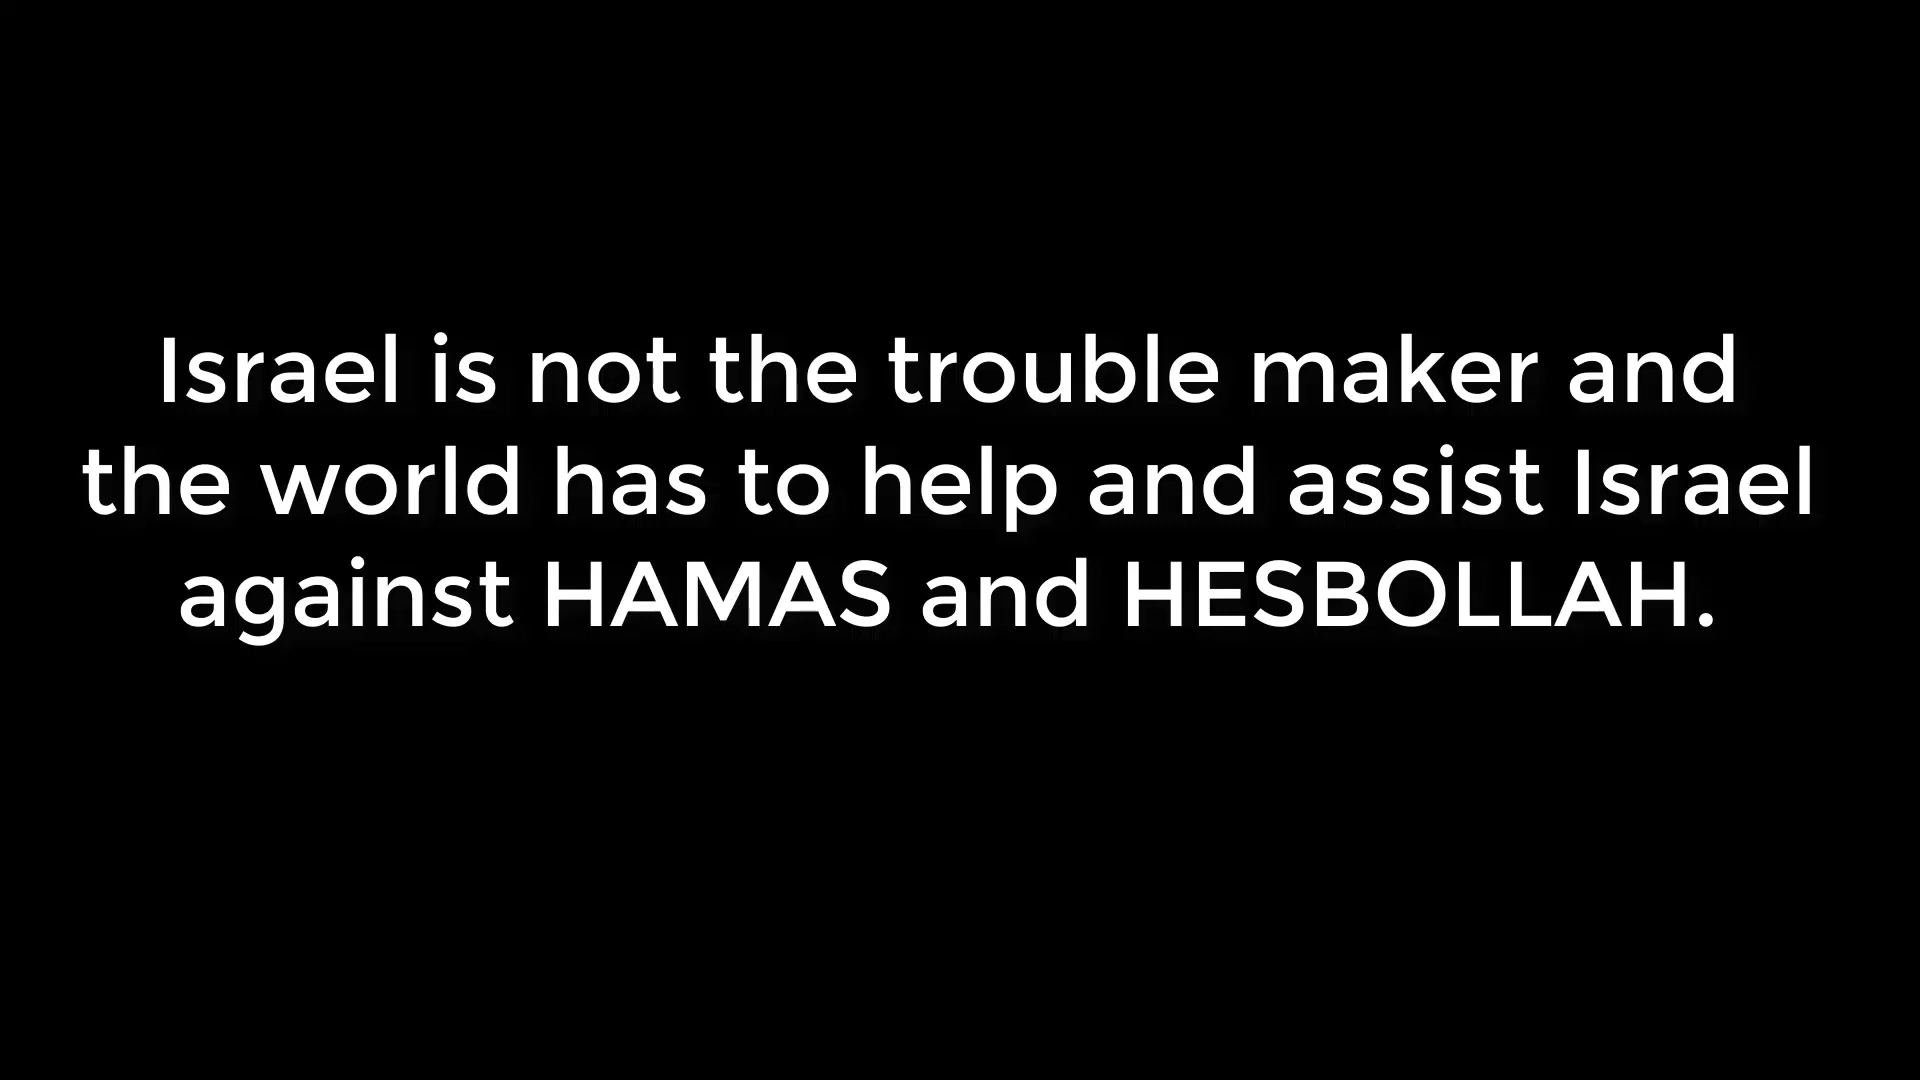 Israel is not the trouble maker and
the world has to help and assist Israel
against HAMAS and HESBOLLAH.